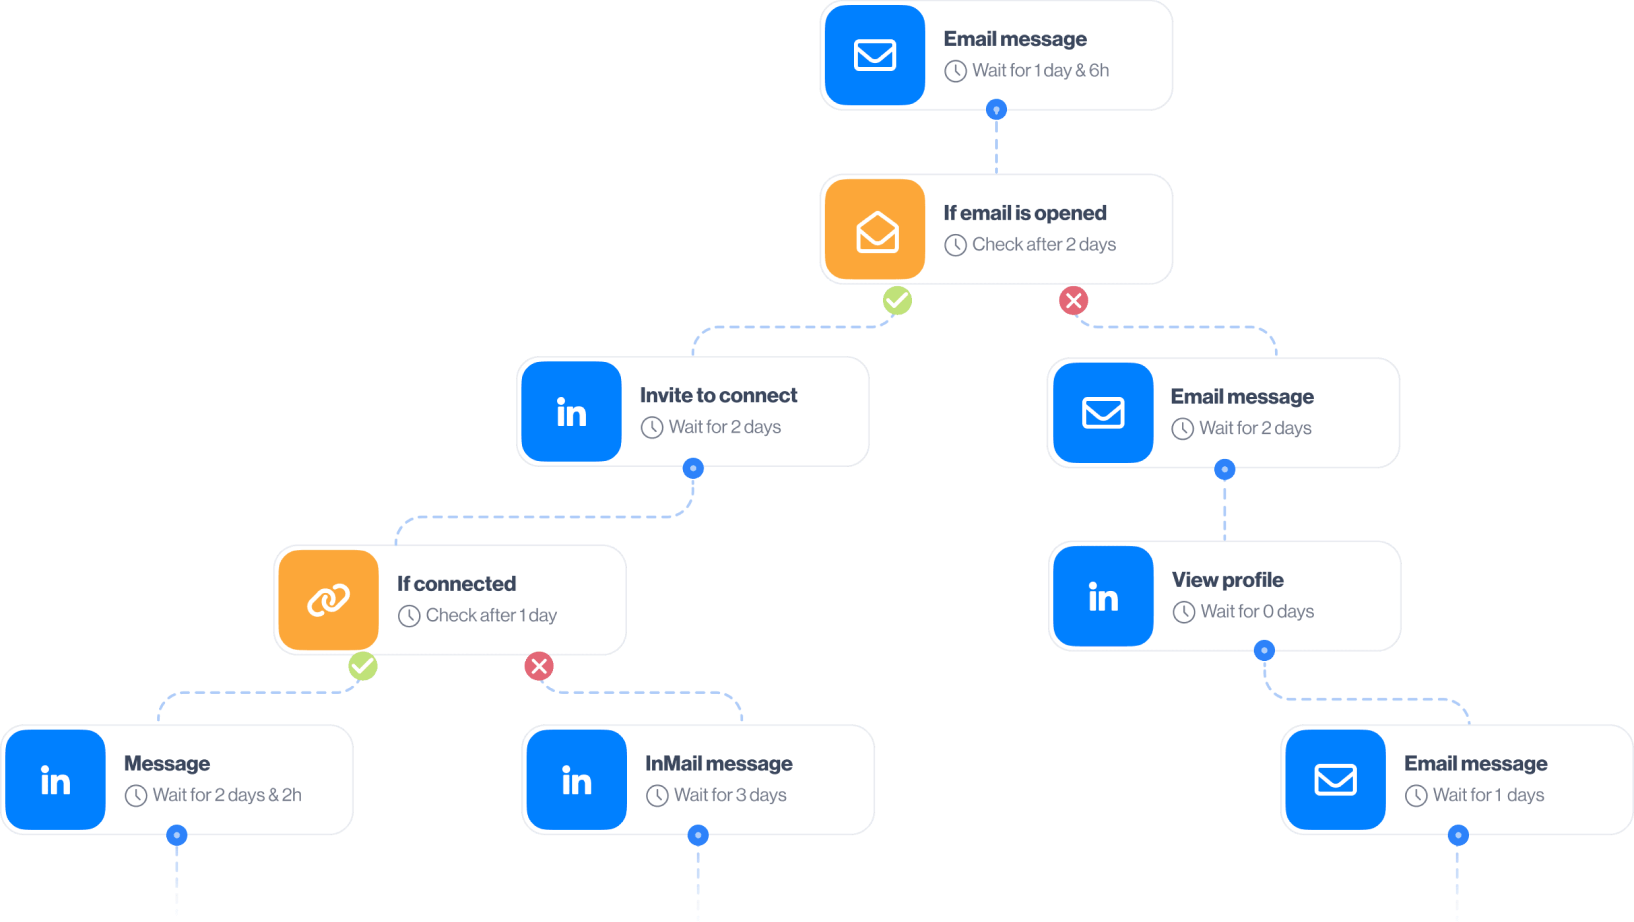 Email message
Wait for 1 day & 6h
If email is opened
Check after 2 days
in
Invite to connect
Wait for 2 days
Email message
Wait for 2 days
If connected
Check after 1 day
in
View profile
Wait for 0 days
in
Message
Wait for 2 days & 2h
in
InMail message
Wait for 3 days
Email message
Wait for 1 days